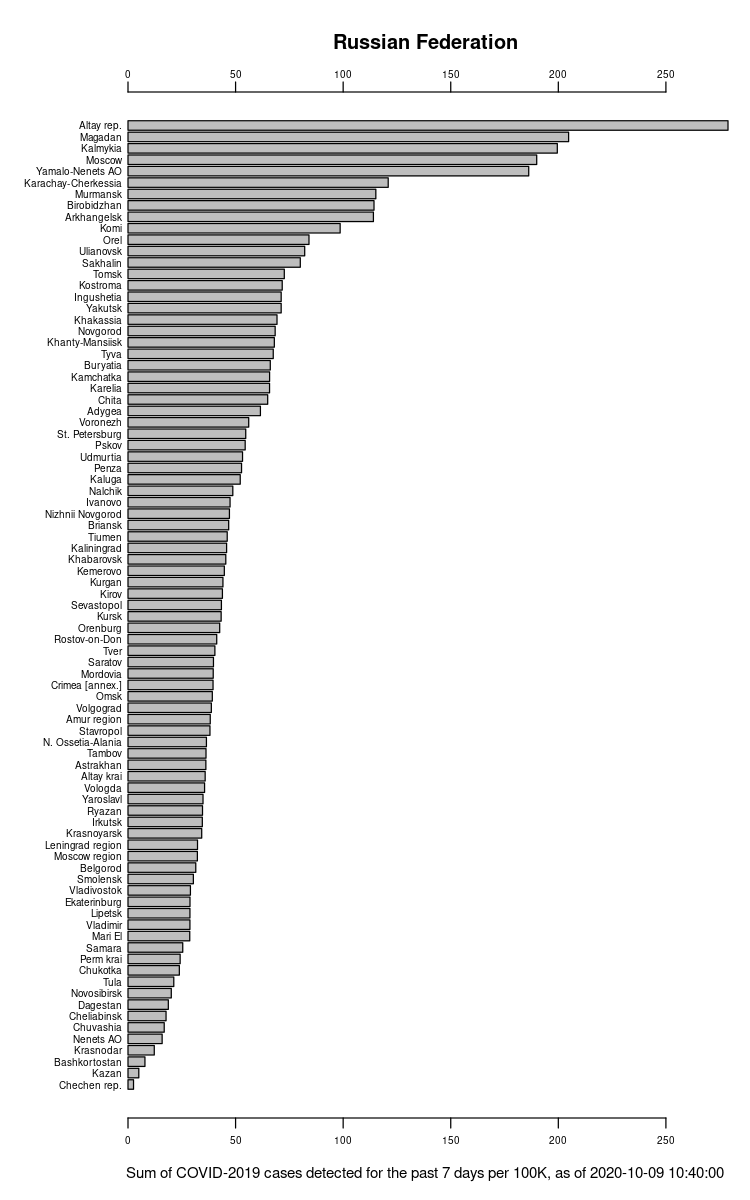 Russian Federation
0 50 100 150 200 250
Altay rep.
Magadan
Kalmykia
Moscow
Yamalo-Nenets AO
Karachay-Cherkessia
Murmansk
Birobidzhan
Arkhangelsk
Komi
Orel
Ulianovsk
Sakhalin
Tomsk
Kostroma
Ingushetia
Yakutsk
Khakassia
Novgorod
Khanty-Mansiisk
Tyva
Buryatia
Kamchatka
Karelia
Chita
Adygea
Voronezh
St. Petersburg
Pskov
Udmurtia
Penza
Kaluga
Nalchik
Ivanovo
Nizhnii Novgorod
Briansk
Tiumen
Kaliningrad
Khabarovsk
Kemerovo
Kurgan
Kirov
Sevastopol
Kursk
Orenburg
Rostov-on-Don
Tver
Saratov
Mordovia
Crimea [annex.]
Omsk
Volgograd
Amur region
Stavropol
N. Ossetia-Alania
Tambov
Astrakhan
Altay krai
Vologda
Yaroslavl
Ryazan
Irkutsk
Krasnoyarsk
Leningrad region
Moscow region
Belgorod
Smolensk
Vladivostok
Ekaterinburg
Lipetsk
Vladimir
Mari El
Samara
Perm krai
Chukotka
Tula
Novosibirsk
Dagestan
Cheliabinsk
Chuvashia
Nenets AO
Krasnodar
Bashkortostan
Kazan
Chechen rep.
0 50 100 150 200 250
Sum of COVID-2019 cases detected for the past 7 days per 100K, as of 2020-10-09 10:40:00